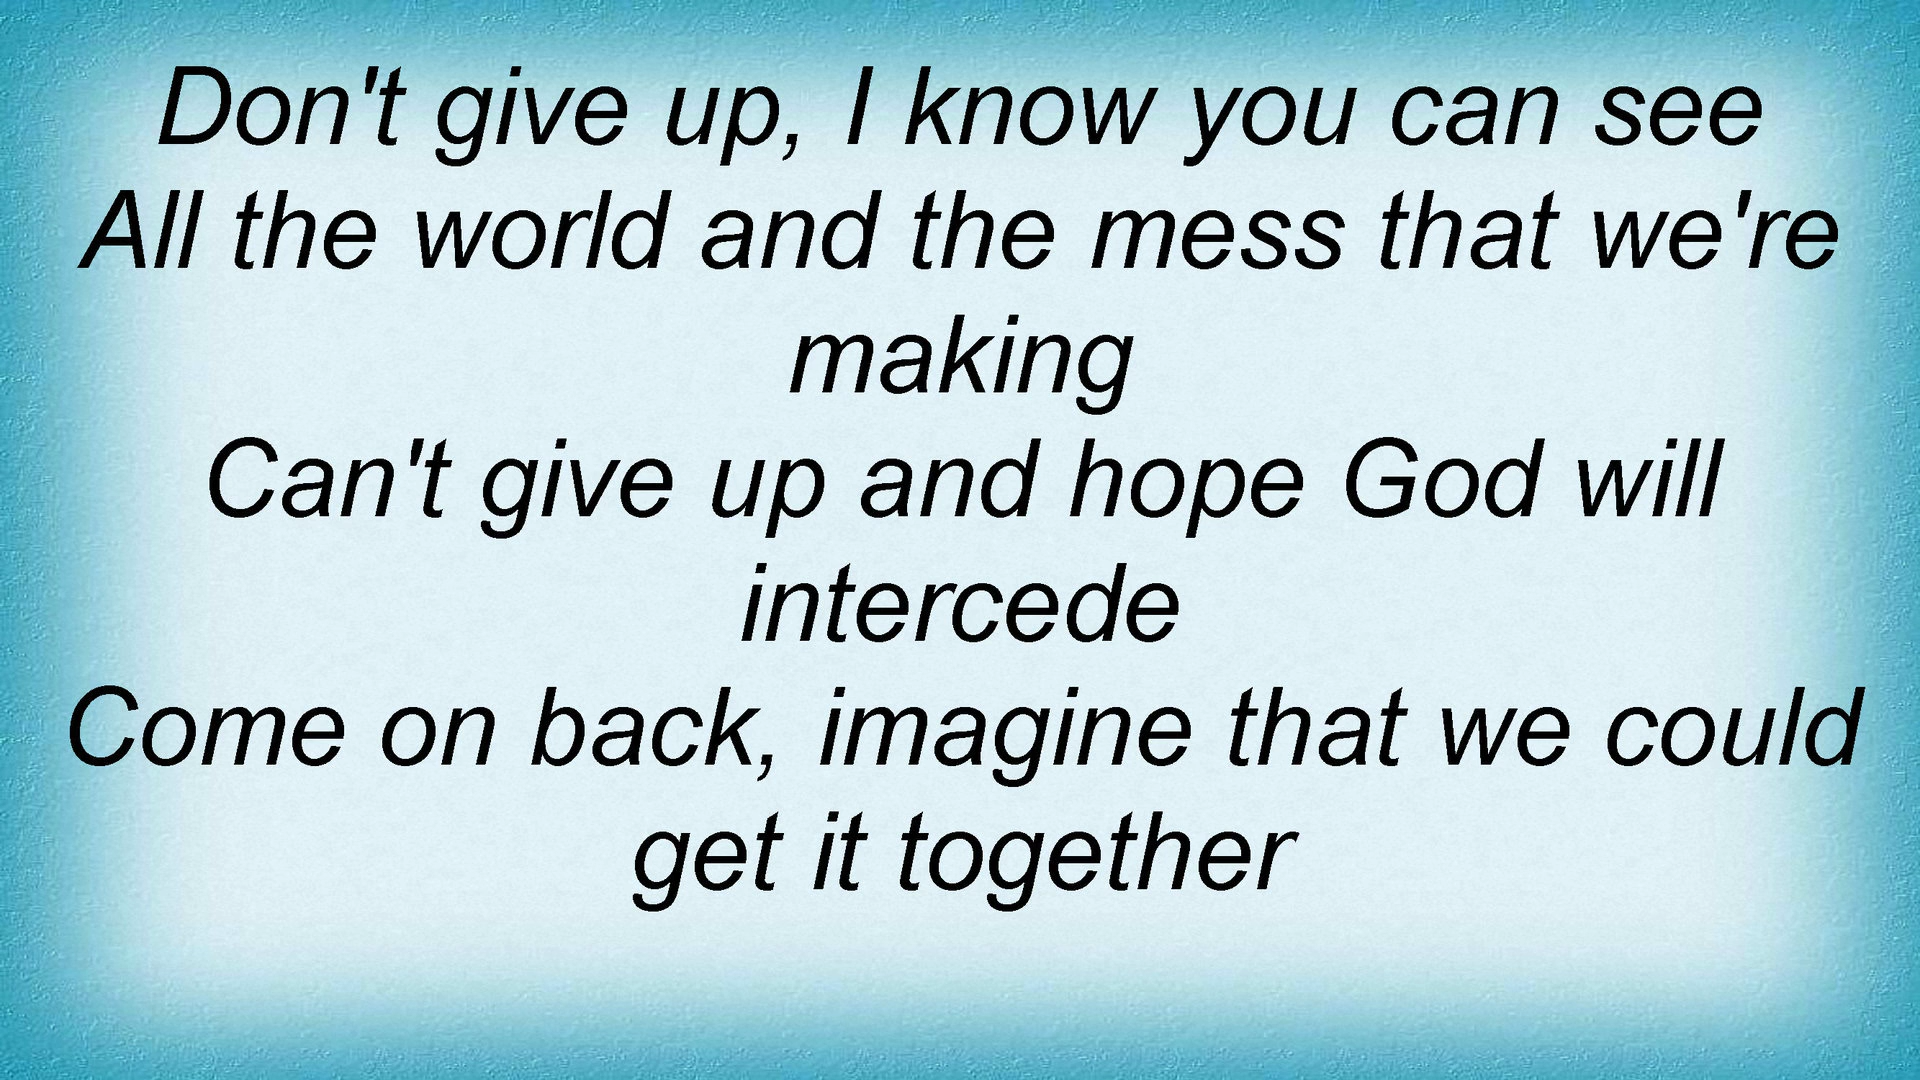 Don't give up, I know you can see
All the world and the mess that we're
making
Can't give up and hope God will
intercede
Come on back, imagine that we could
get it together